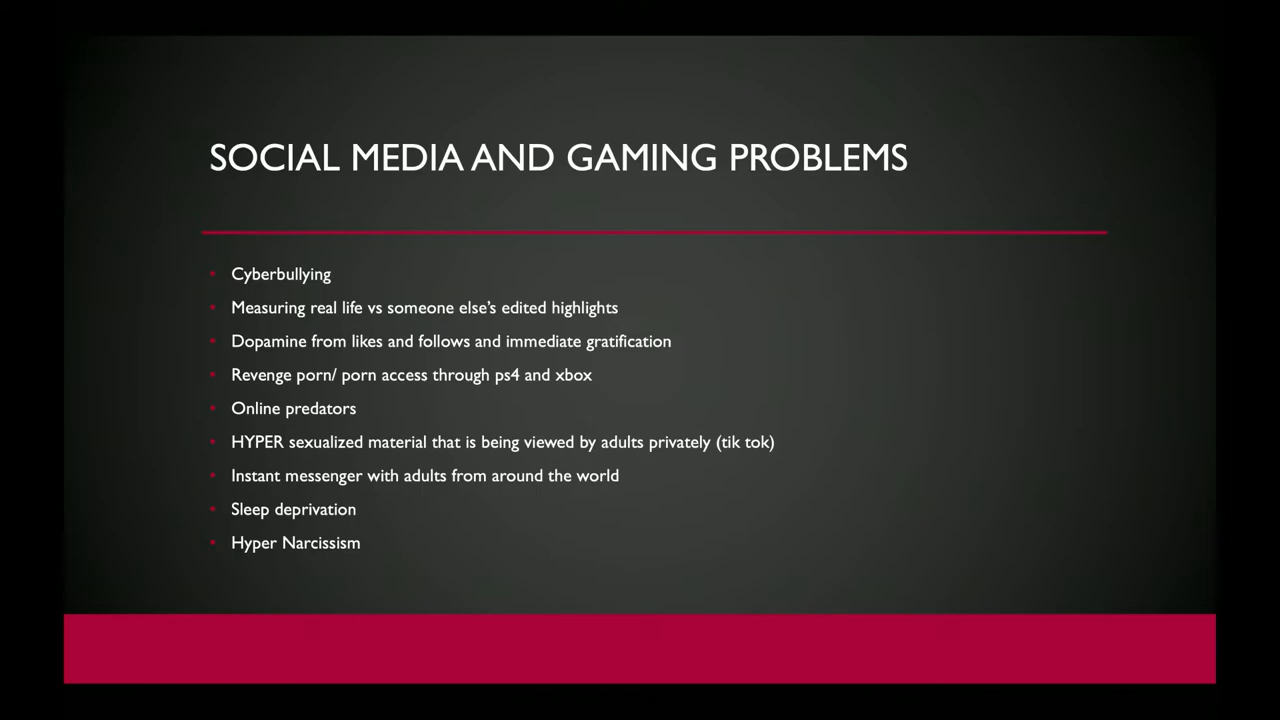 SOCIAL MEDIA AND GAMING PROBLEMS
• Cyberbullying
• Measuring real life vs someone else's edited highlights
• Dopamine from likes and follows and immediate gratification
• Revenge porn/ porn access through ps4 and xbox
• Online predators
• HYPER sexualized material that is being viewed by adults privately (tik tok)
• Instant messenger with adults from around the world
• Sleep deprivation
• Hyper Narcissism